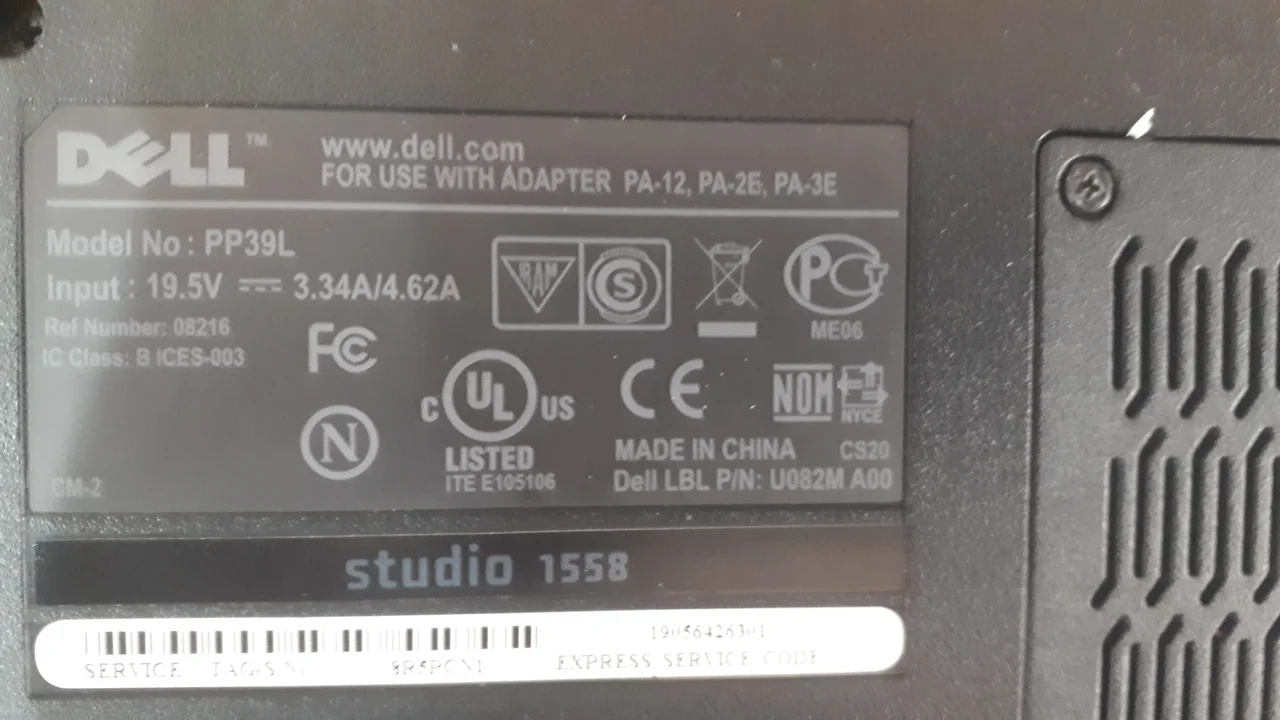 DELL™
www.dell.com
FOR USE WITH ADAPTER PA-12, PA-2E, PA-3E
Model No : PP39L
Input : 19.5V 3.34A/4.62A
Ref Number: 08216
IC Class: B ICES-003
FC
N
CM-2
C UL US
LISTED
ITE E105106
S
PCT
ME06
CE
NOM
NYCE
MADE IN CHINA CS20
Dell LBL P/N: U082M A00
studio 1558
19056426301
SERVICE TAG(S/N)
EXPRESS SERVICE CODE